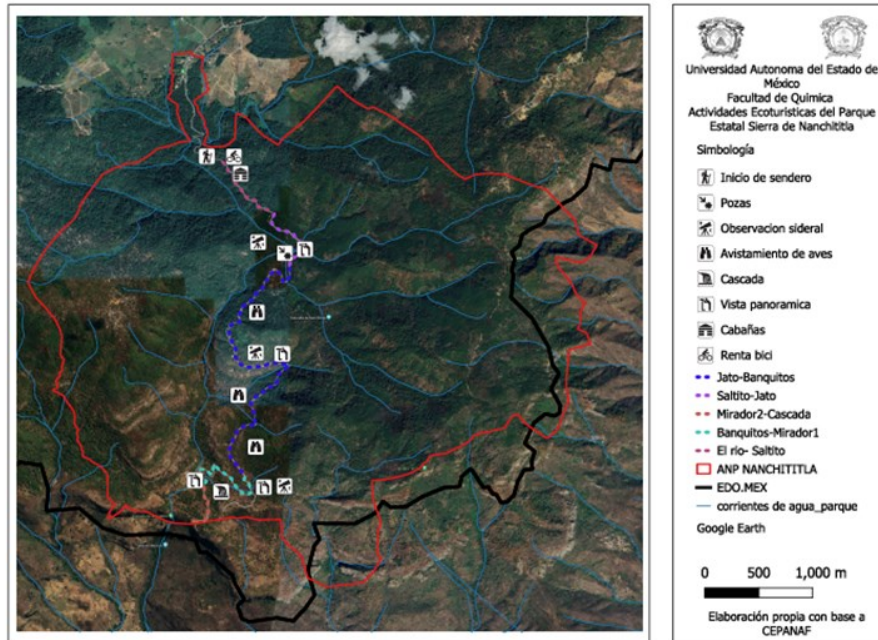 Universidad Autonoma del Estado de
México
Facultad de Quimica
Actividades Ecoturísticas del Parque
Estatal Sierra de Nanchititla
Simbología
Inicio de sendero
Pozas
Observacion sideral
Avistamiento de aves
Cascada
Vista panoramica
Cabañas
Renta bici
Jato-Banquitos
Saltito-Jato
Mirador2-Cascada
Banquitos-Mirador1
El rio- Saltito
ANP NANCHITITLA
EDO.MEX
corrientes de agua_parque
Google Earth
0 500 1,000 m
Elaboración propia con base a
CEPANAF